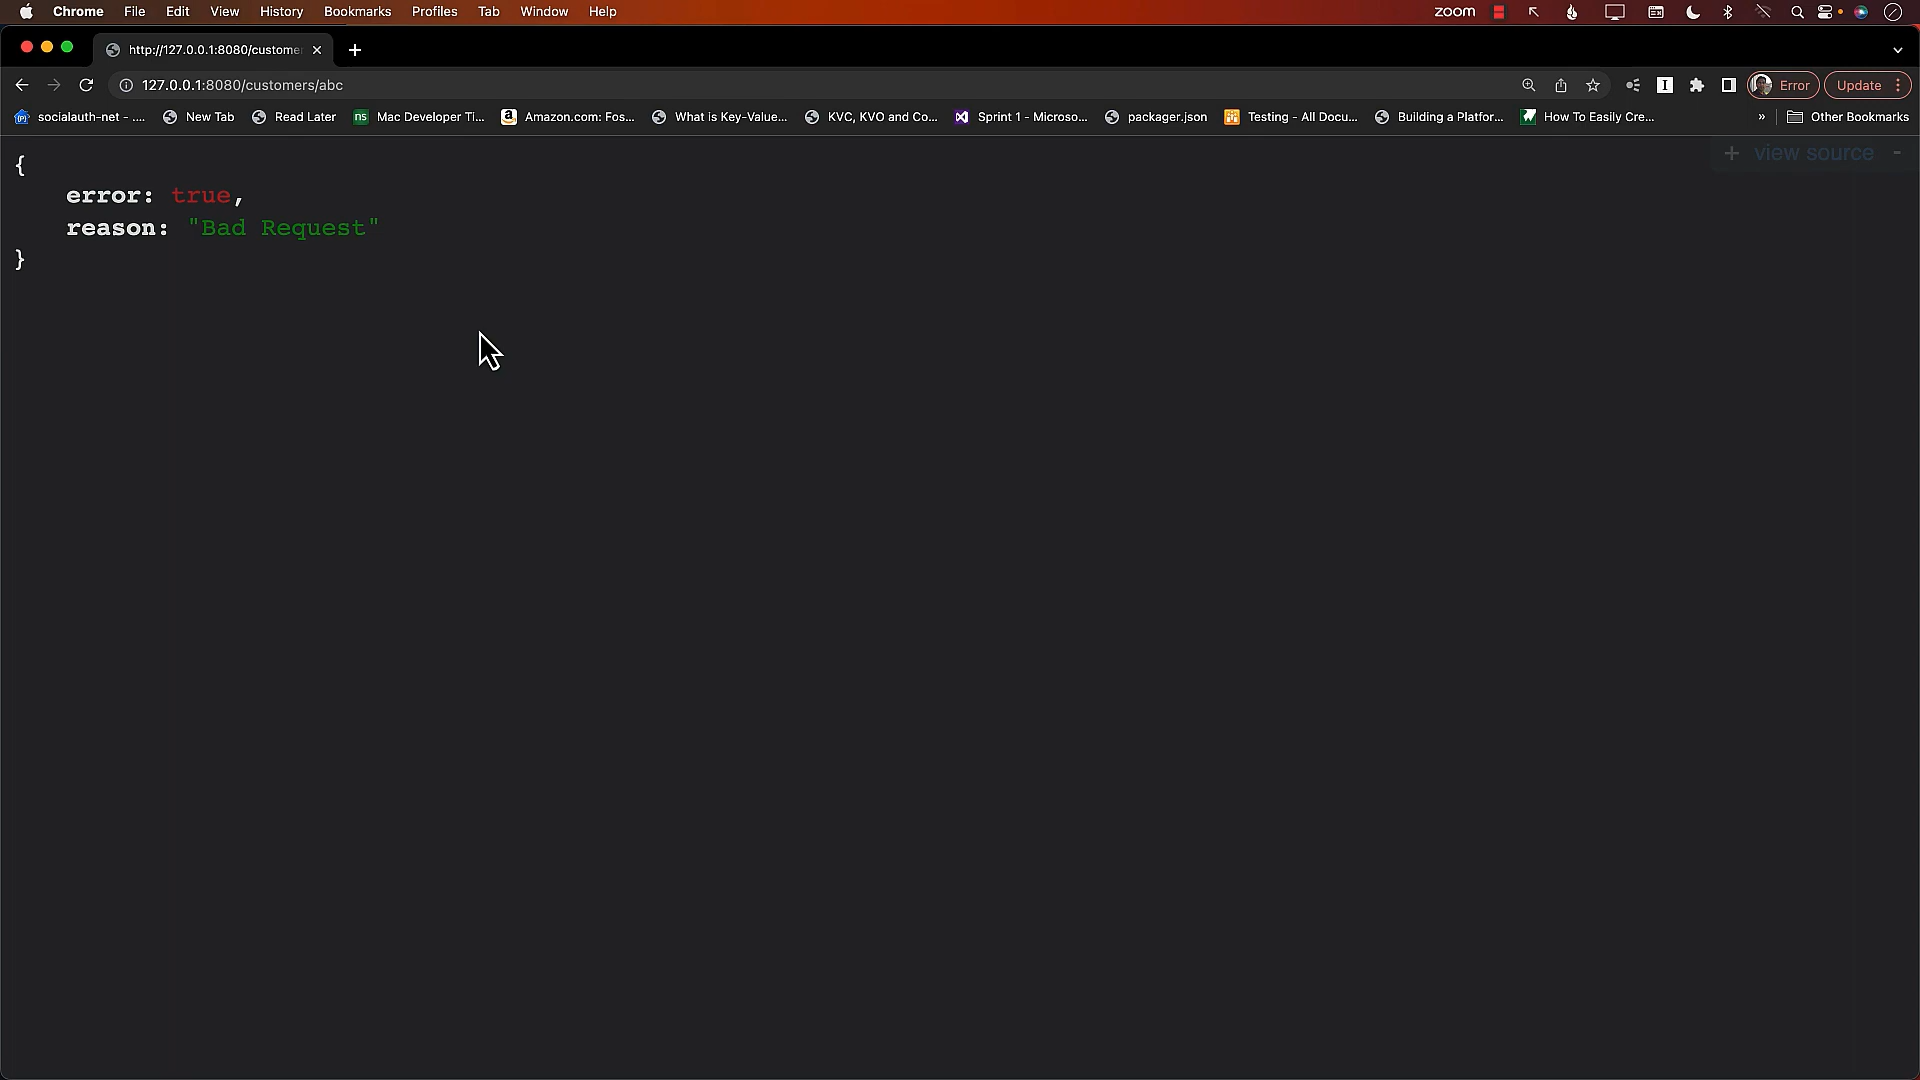 Chrome File Edit View History Bookmarks Profiles Tab Window Help zoom
http://127.0.0.1:8080/custome
127.0.0.1:8080/customers/abc Error Update
socialauth-net - .... New Tab Read Later ns Mac Developer Ti... Amazon.com: Fos... What is Key-Value... KVC, KVO and Co... Sprint 1 - Microso... packager.json Testing - All Docu... Building a Platfor... How To Easily Cre... » Other Bookmarks
+ view source -
{
error: true,
reason: "Bad Request"
}